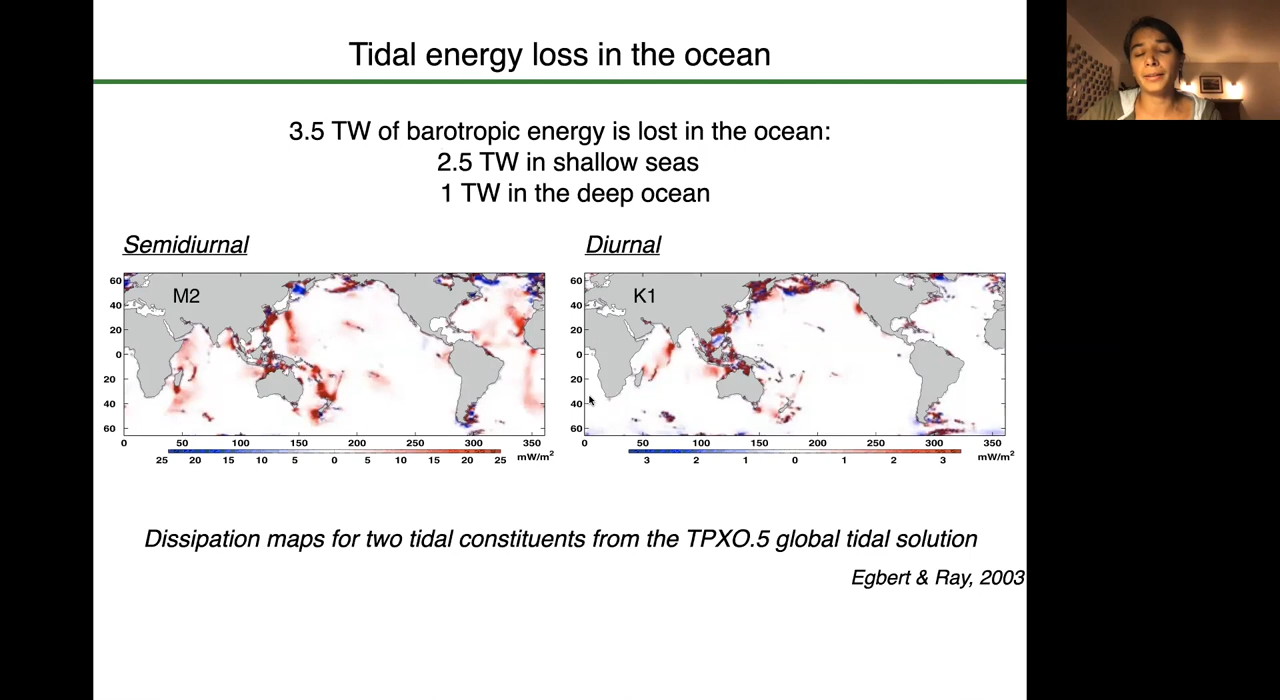 Tidal energy loss in the ocean
3.5 TW of barotropic energy is lost in the ocean:
2.5 TW in shallow seas
1 TW in the deep ocean
Semidiurnal
Diurnal
M2
K1
60
40
20
0
20
40
60
0 50 100 150 200 250 300 350
25 20 15 10 5 0 5 10 15 20 25 mW/m²
60
40
20
0
20
40
60
0 50 100 150 200 250 300 350
3 2 1 0 1 2 3 mW/m²
Dissipation maps for two tidal constituents from the TPXO.5 global tidal solution
Egbert & Ray, 2003